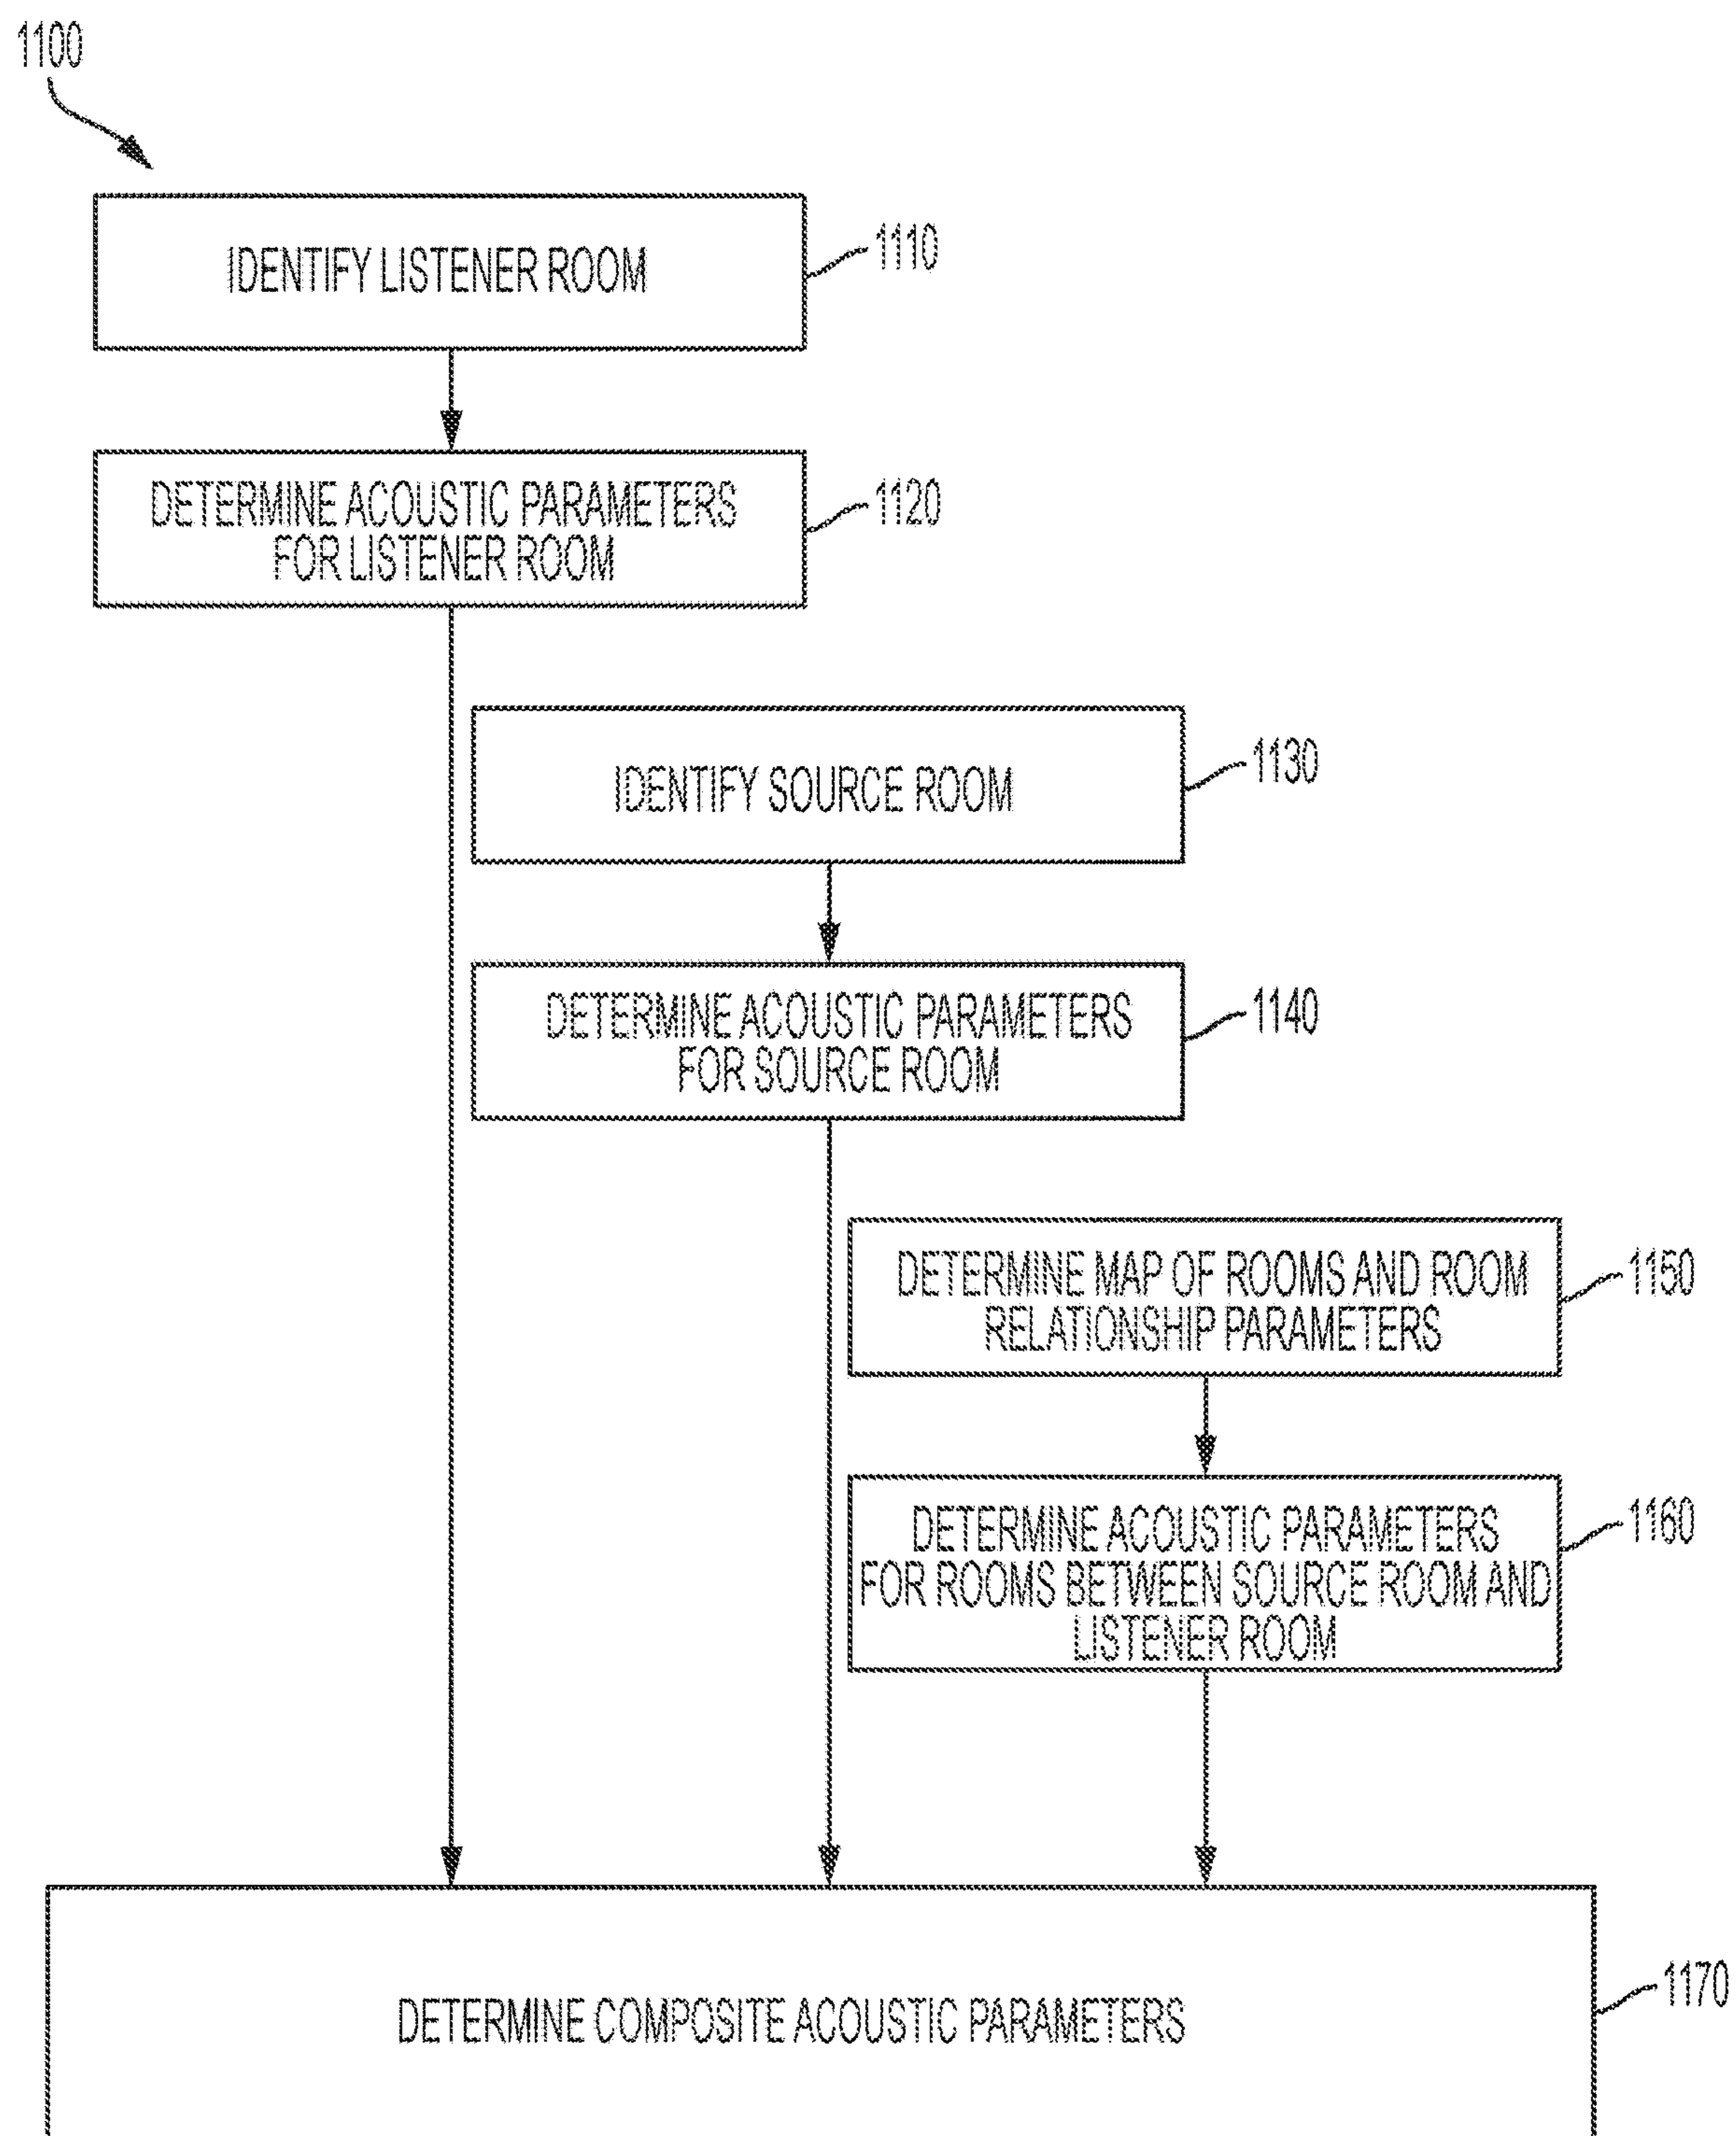 1100
IDENTIFY LISTENER ROOM
1110
DETERMINE ACOUSTIC PARAMETERS
FOR LISTENER ROOM
1120
IDENTIFY SOURCE ROOM
1130
DETERMINE ACOUSTIC PARAMETERS
FOR SOURCE ROOM
1140
DETERMINE MAP OF ROOMS AND ROOM
RELATIONSHIP PARAMETERS
1150
DETERMINE ACOUSTIC PARAMETERS
FOR ROOMS BETWEEN SOURCE ROOM AND
LISTENER ROOM
1160
DETERMINE COMPOSITE ACOUSTIC PARAMETERS
1170